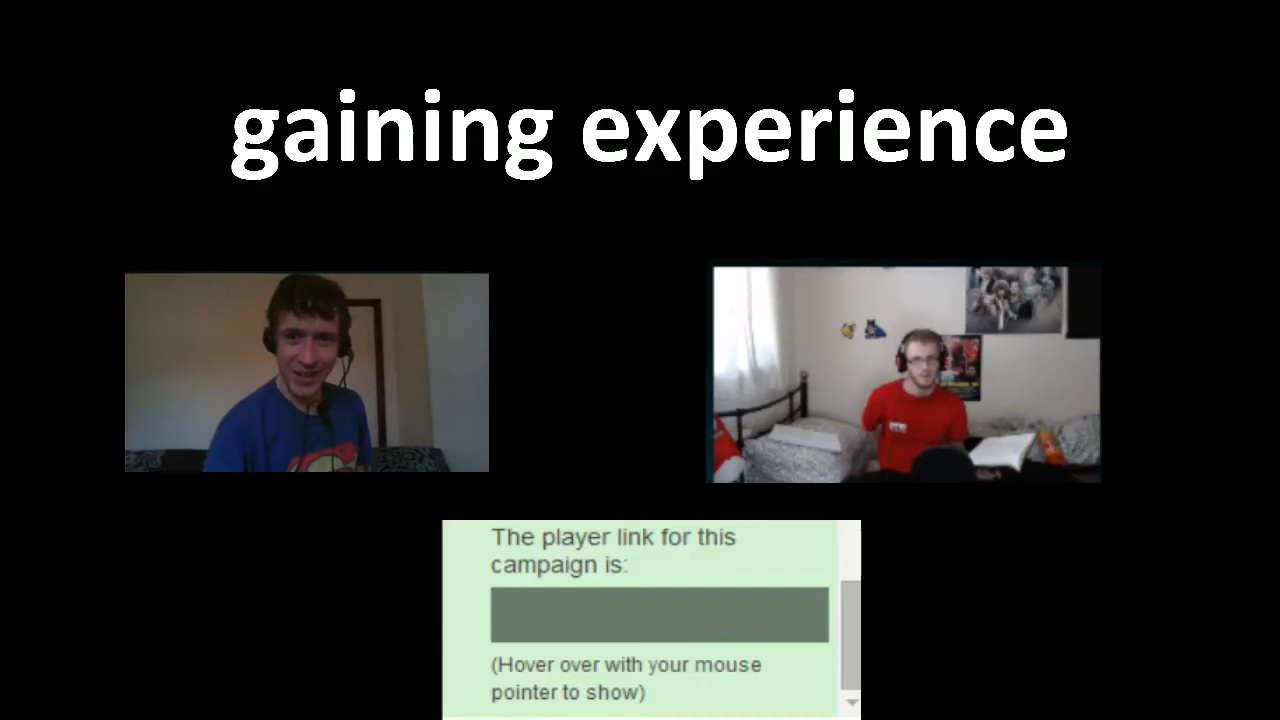 gaining experience
The player link for this
campaign is:
(Hover over with your mouse
pointer to show)